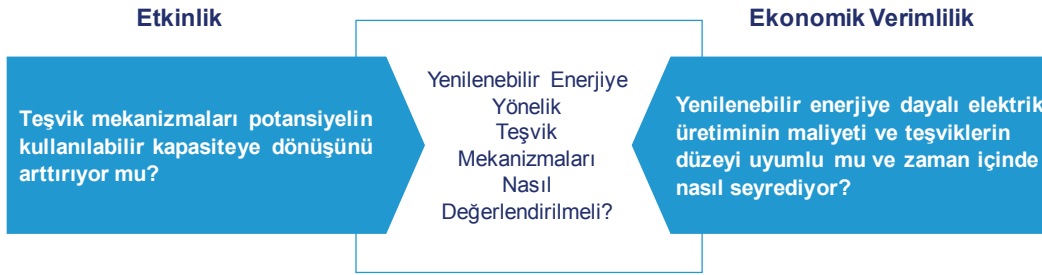 Etkinlik
Ekonomik Verimlilik
Teşvik mekanizmaları potansiyelin
kullanılabilir kapasiteye dönüşünü
arttırıyor mu?
Yenilenebilir Enerjiye
Yönelik
Teşvik
Mekanizmaları
Nasıl
Değerlendirilmeli?
Yenilenebilir enerjiye dayalı elektrik
üretiminin maliyeti ve teşviklerin
düzeyi uyumlu mu ve zaman içinde
nasıl seyrediyor?